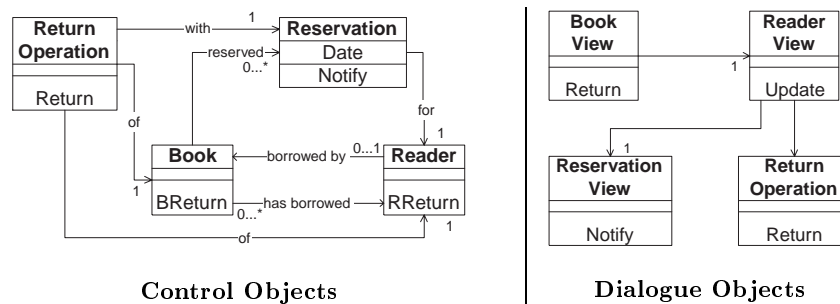 Return
Operation
Return
with
1
Reservation
Date
Notify
reserved
0...*
of
1
for
1
Book
BReturn
0...1
borrowed by
has borrowed
0...*
Reader
RReturn
1
of
Control Objects
Book
View
Return
1
Reader
View
Update
1
Reservation
View
Notify
Return
Operation
Return
Dialogue Objects